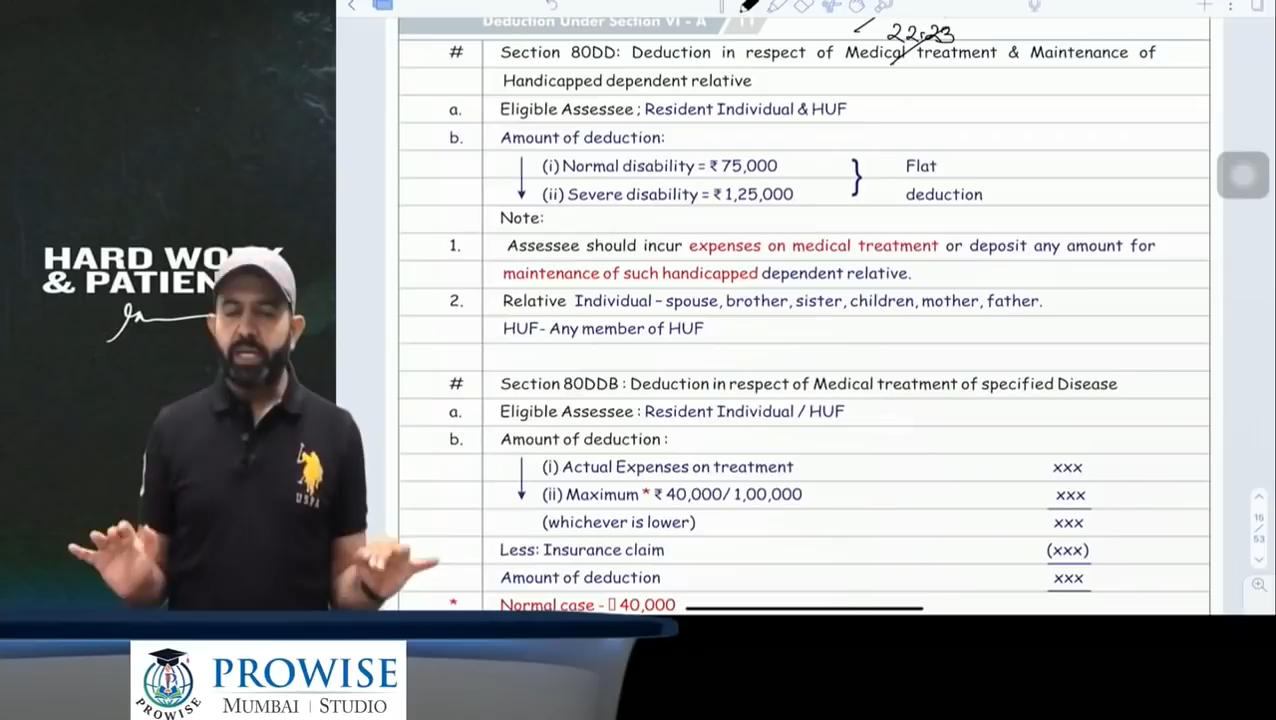 Deduction Under Section VI - A
11
22-23
# Section 80DD: Deduction in respect of Medical treatment & Maintenance of
Handicapped dependent relative
a. Eligible Assessee ; Resident Individual & HUF
b. Amount of deduction:
(i) Normal disability = ₹ 75,000 } Flat
(ii) Severe disability = ₹ 1,25,000 deduction
Note:
1. Assessee should incur expenses on medical treatment or deposit any amount for
maintenance of such handicapped dependent relative.
2. Relative Individual – spouse, brother, sister, children, mother, father.
HUF- Any member of HUF
# Section 80DDB : Deduction in respect of Medical treatment of specified Disease
a. Eligible Assessee : Resident Individual / HUF
b. Amount of deduction :
(i) Actual Expenses on treatment xxx
(ii) Maximum * ₹ 40,000/ 1,00,000 xxx
(whichever is lower) xxx
Less: Insurance claim (xxx)
Amount of deduction xxx
* Normal case - ▯ 40,000
HARD WO
& PATIEN
USPA
16
/
53
PROWISE
PROWISE
MUMBAI | STUDIO